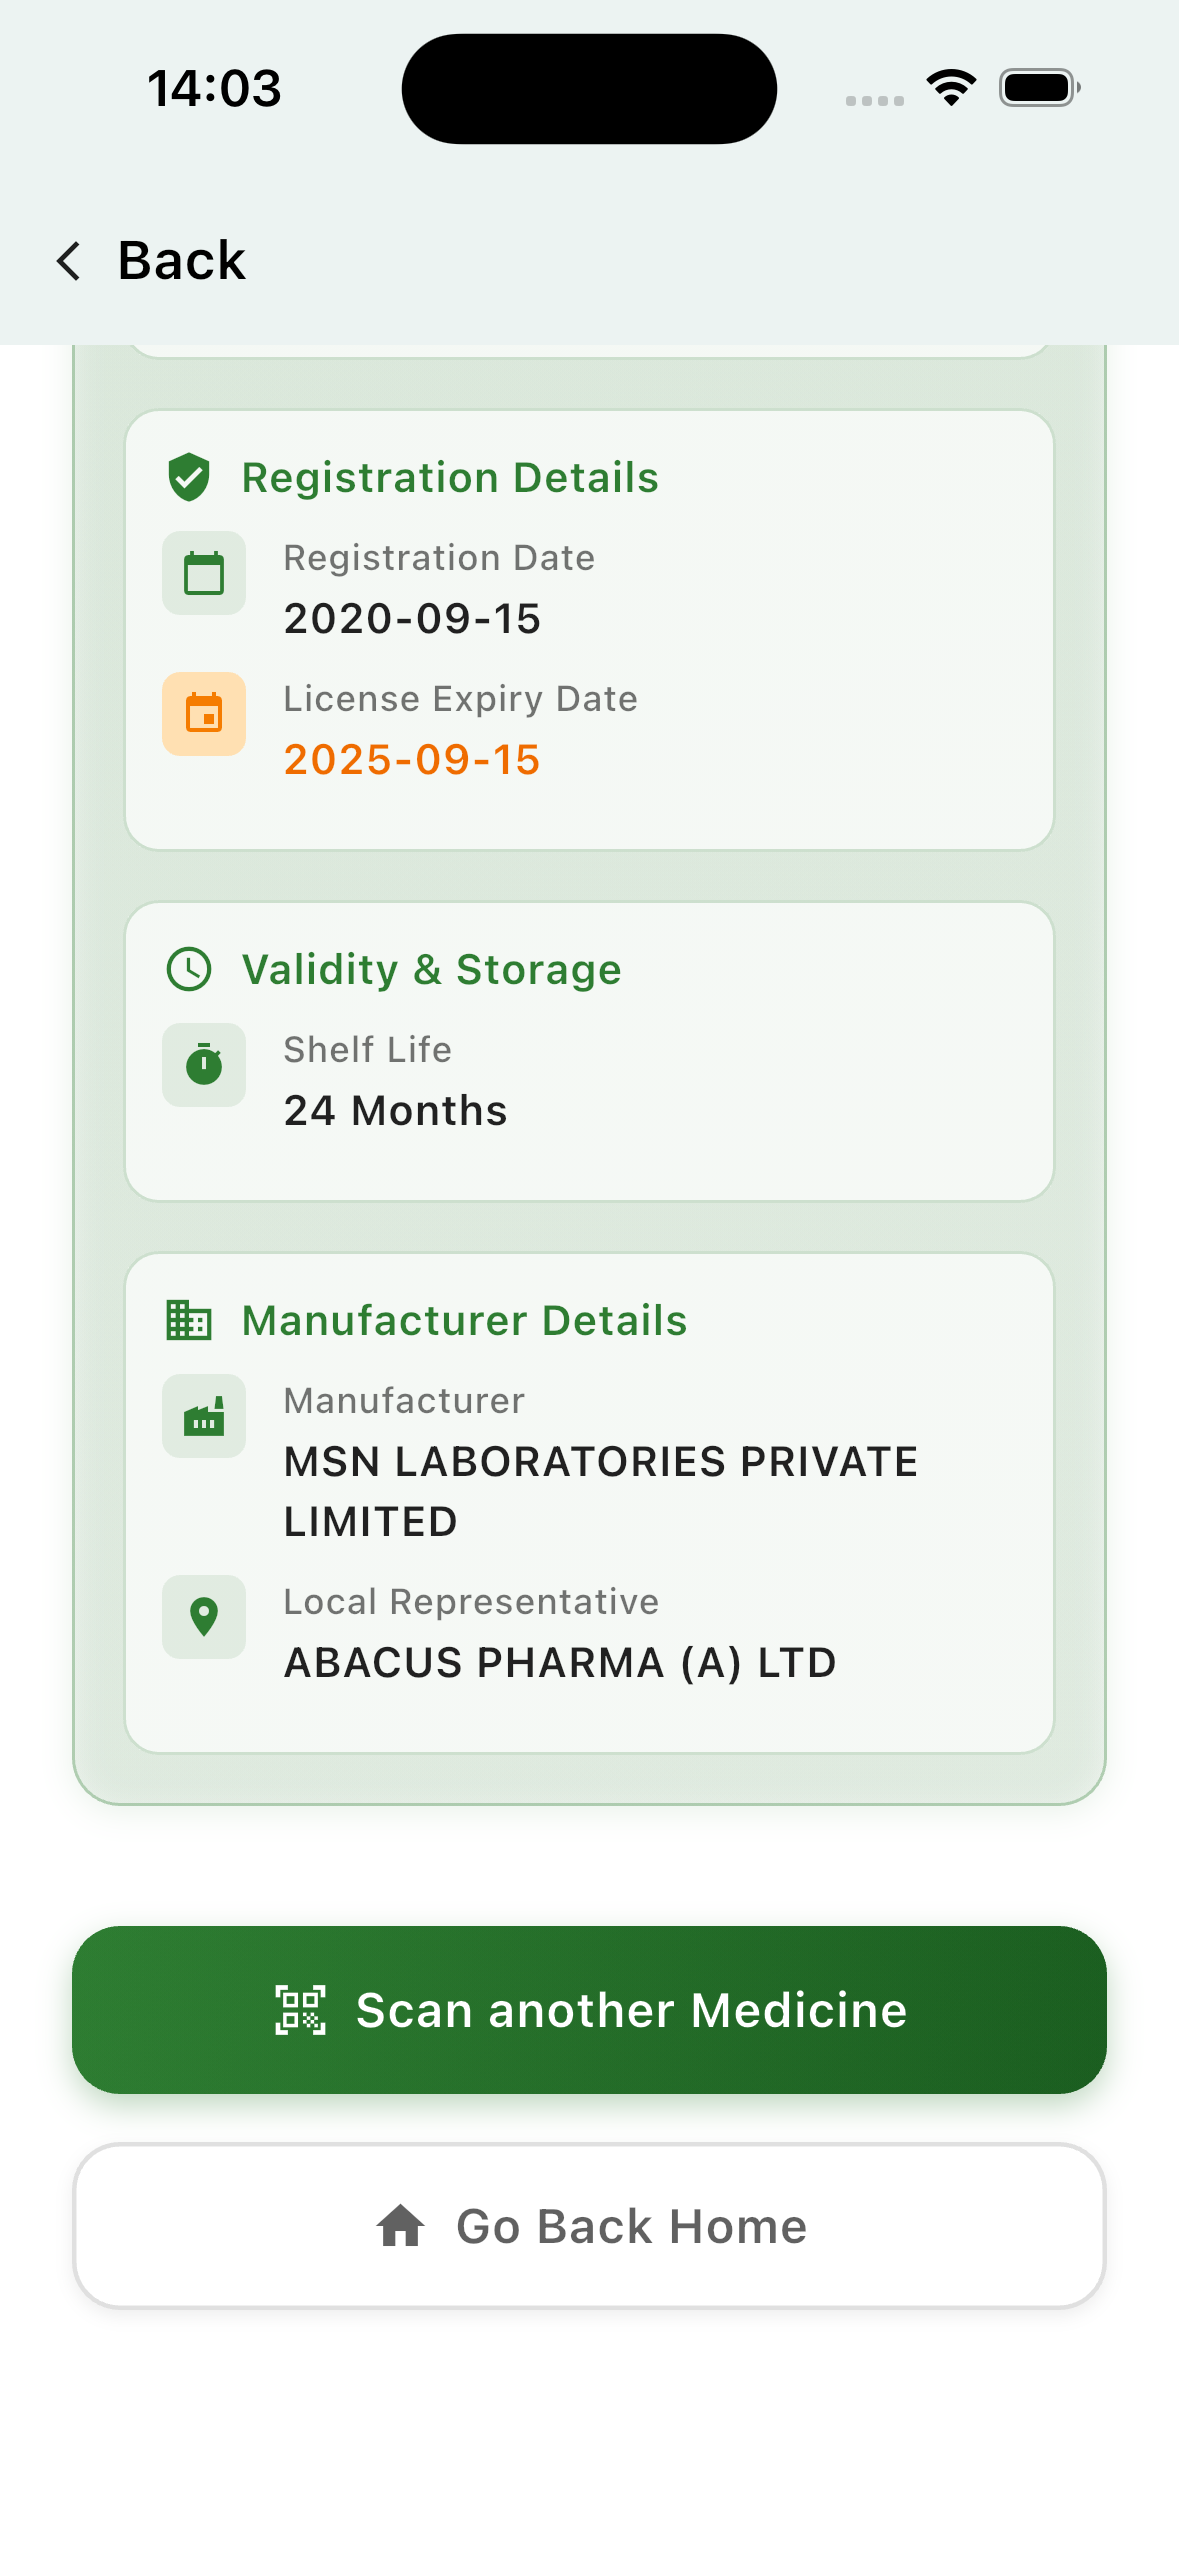 14:03
Back
Registration Details
Registration Date
2020-09-15
License Expiry Date
2025-09-15
Validity & Storage
Shelf Life
24 Months
Manufacturer Details
Manufacturer
MSN LABORATORIES PRIVATE
LIMITED
Local Representative
ABACUS PHARMA (A) LTD
Scan another Medicine
Go Back Home